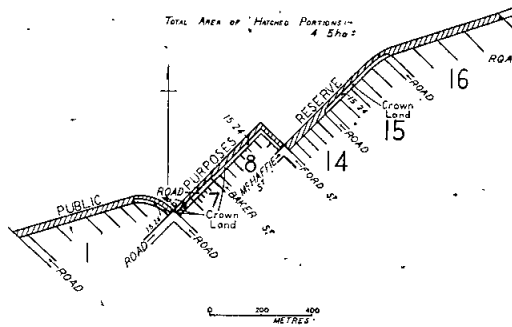 TOTAL AREA OF HATCHED PORTIONS
4 5ha±
16
ROAD
ROAD
RESERVE
15·24
Crown
Land
15
ROAD
15·24
14
8
McHAFFIE
ST
FORD ST
PURPOSES
ROAD
7
BAKER
ST
Crown
Land
PUBLIC
15·24
1
ROAD
ROAD
ROAD
0 200 400
METRES